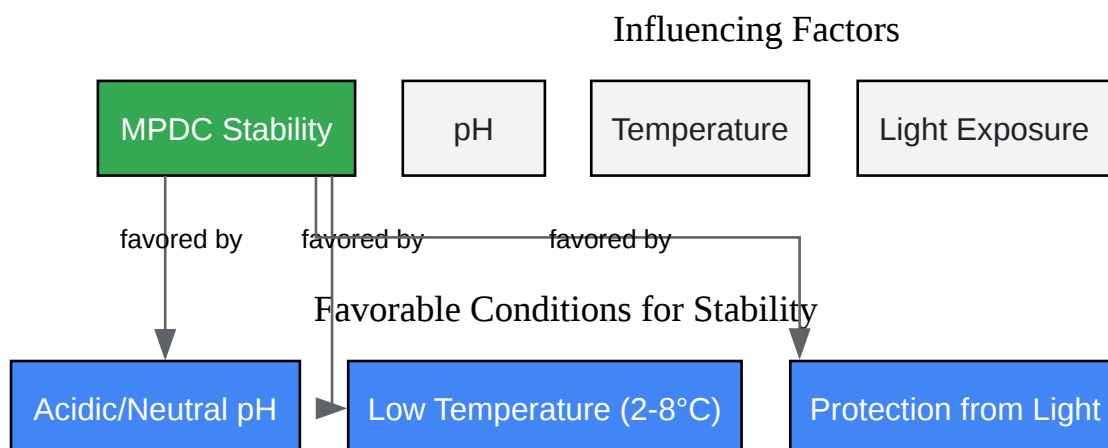 Influencing Factors
MPDC Stability
pH
Temperature
Light Exposure
favored by
favored by
favored by
Favorable Conditions for Stability
Acidic/Neutral pH
Low Temperature (2-8°C)
Protection from Light